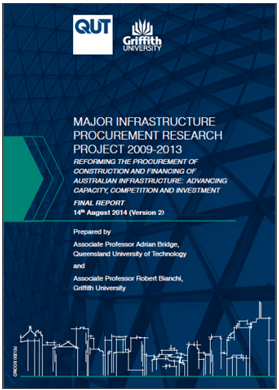 QUT
Griffith
UNIVERSITY
MAJOR INFRASTRUCTURE
PROCUREMENT RESEARCH
PROJECT 2009-2013
REFORMING THE PROCUREMENT OF
CONSTRUCTION AND FINANCING OF
AUSTRALIAN INFRASTRUCTURE: ADVANCING
CAPACITY, COMPETITION AND INVESTMENT
FINAL REPORT
14th August 2014 (Version 2)
Prepared by
Associate Professor Adrian Bridge,
Queensland University of Technology
and
Associate Professor Robert Bianchi,
Griffith University